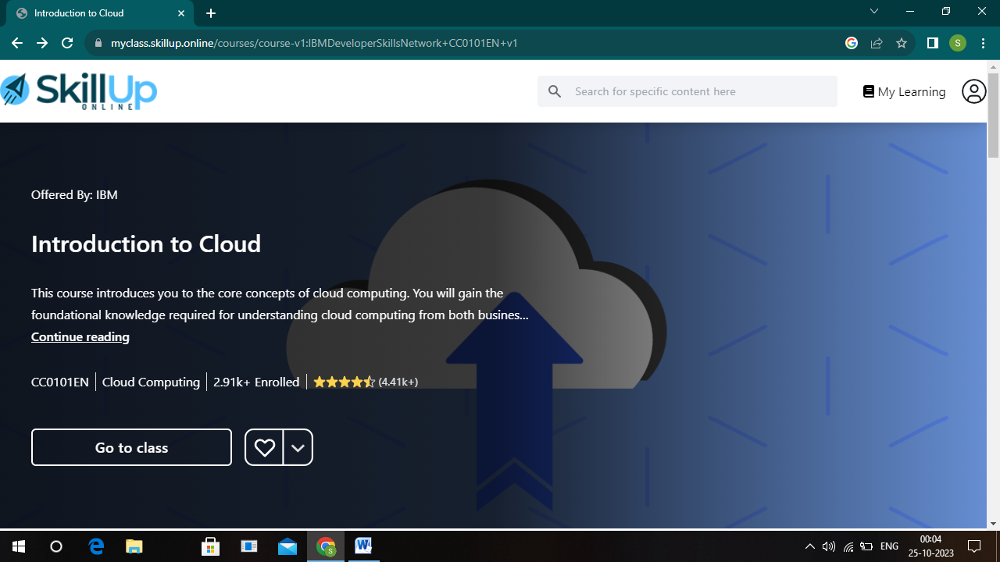 Introduction to Cloud
myclass.skillup.online/courses/course-v1:IBMDeveloperSkillsNetwork+CC0101EN+v1
S
SkillUp
ONLINE
Search for specific content here
My Learning
Offered By: IBM
Introduction to Cloud
This course introduces you to the core concepts of cloud computing. You will gain the
foundational knowledge required for understanding cloud computing from both busines...
Continue reading
CC0101EN
Cloud Computing
2.91k+ Enrolled
(4.41k+)
Go to class
ENG
00:04
25-10-2023